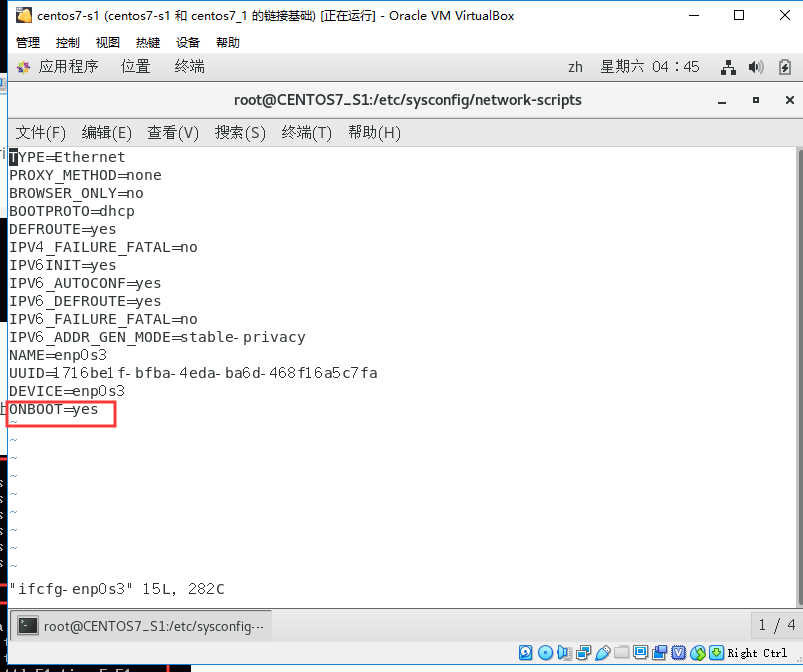 centos7-s1 (centos7-s1 和 centos7_1 的链接基础) [正在运行] - Oracle VM VirtualBox
管理 控制 视图 热键 设备 帮助
应用程序 位置 终端 zh 星期六 04：45
root@CENTOS7_S1:/etc/sysconfig/network-scripts
文件(F) 编辑(E) 查看(V) 搜索(S) 终端(T) 帮助(H)
TYPE=Ethernet
PROXY_METHOD=none
BROWSER_ONLY=no
BOOTPROTO=dhcp
DEFROUTE=yes
IPV4_FAILURE_FATAL=no
IPV6INIT=yes
IPV6_AUTOCONF=yes
IPV6_DEFROUTE=yes
IPV6_FAILURE_FATAL=no
IPV6_ADDR_GEN_MODE=stable-privacy
NAME=enp0s3
UUID=1716be1f-bfba-4eda-ba6d-468f16a5c7fa
DEVICE=enp0s3
ONBOOT=yes
~
~
~
~
~
~
~
~
~
"ifcfg-enp0s3" 15L, 282C
root@CENTOS7_S1:/etc/sysconfig··· 1 / 4
Right Ctrl